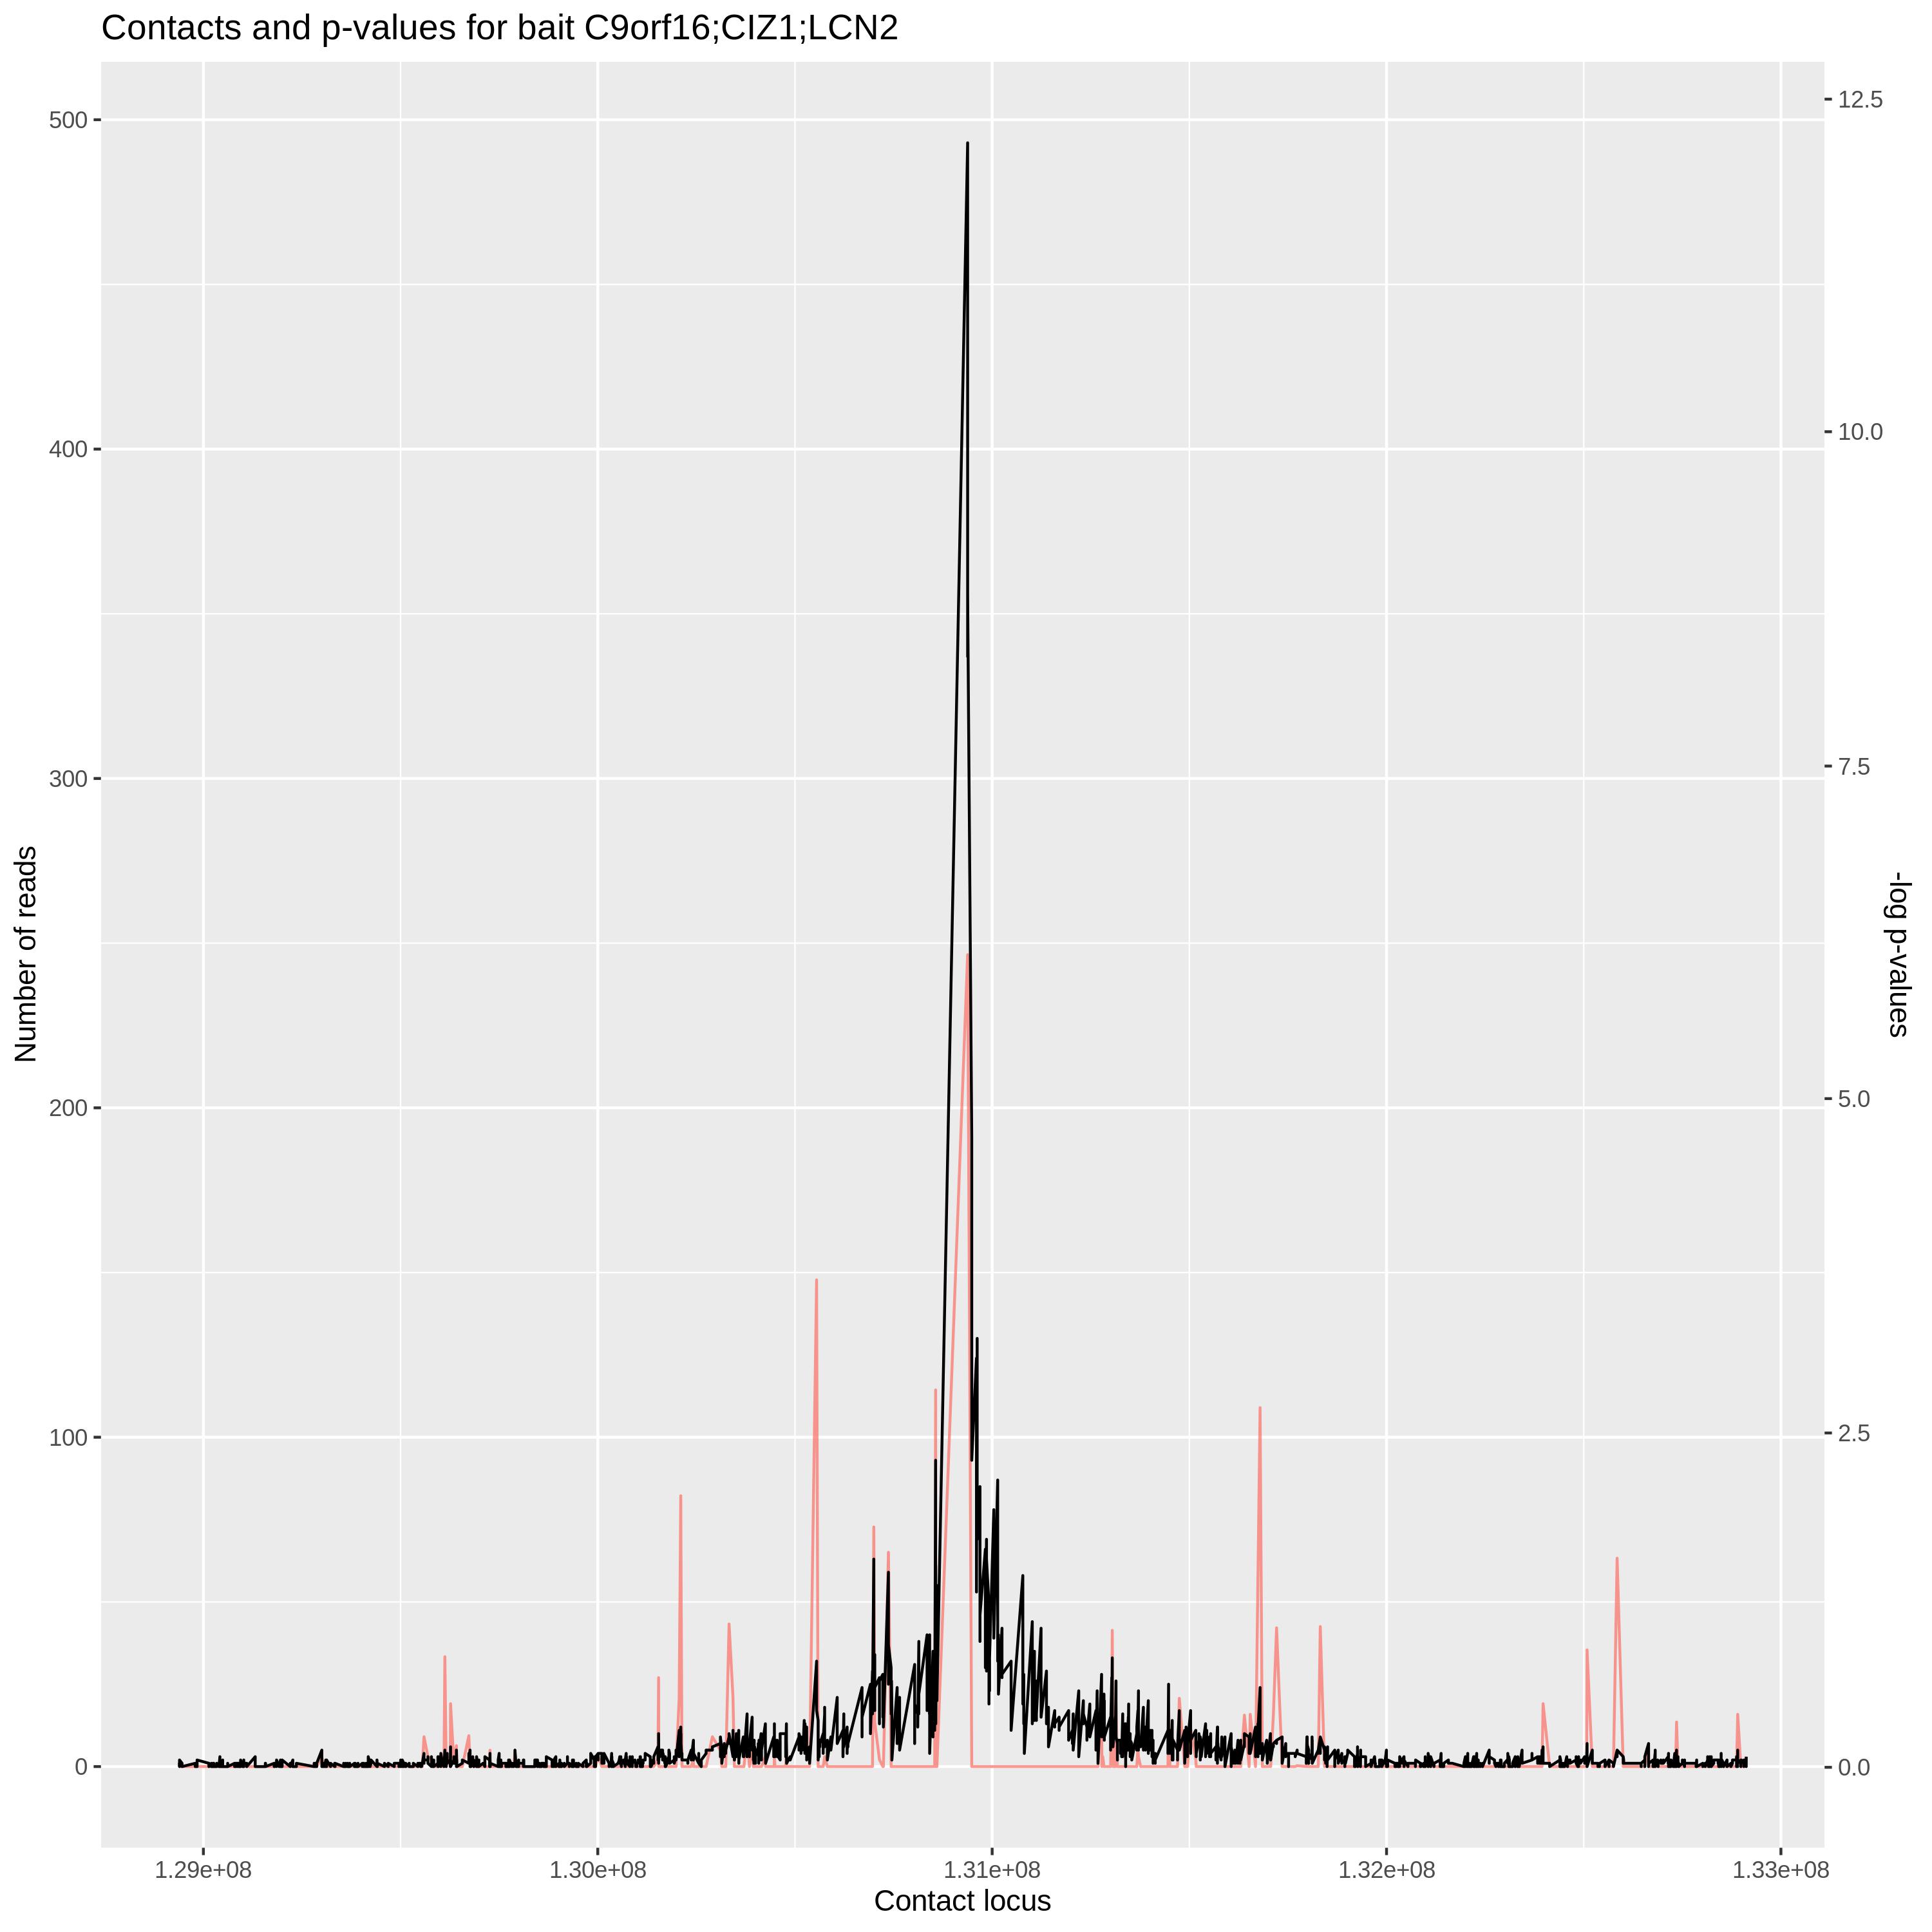 Contacts and p-values for bait C9orf16;CIZ1;LCN2
500
400
300
200
100
0
Number of reads
12.5
10.0
7.5
5.0
2.5
0.0
-log p-values
1.29e+08 1.30e+08 1.31e+08 1.32e+08 1.33e+08
Contact locus